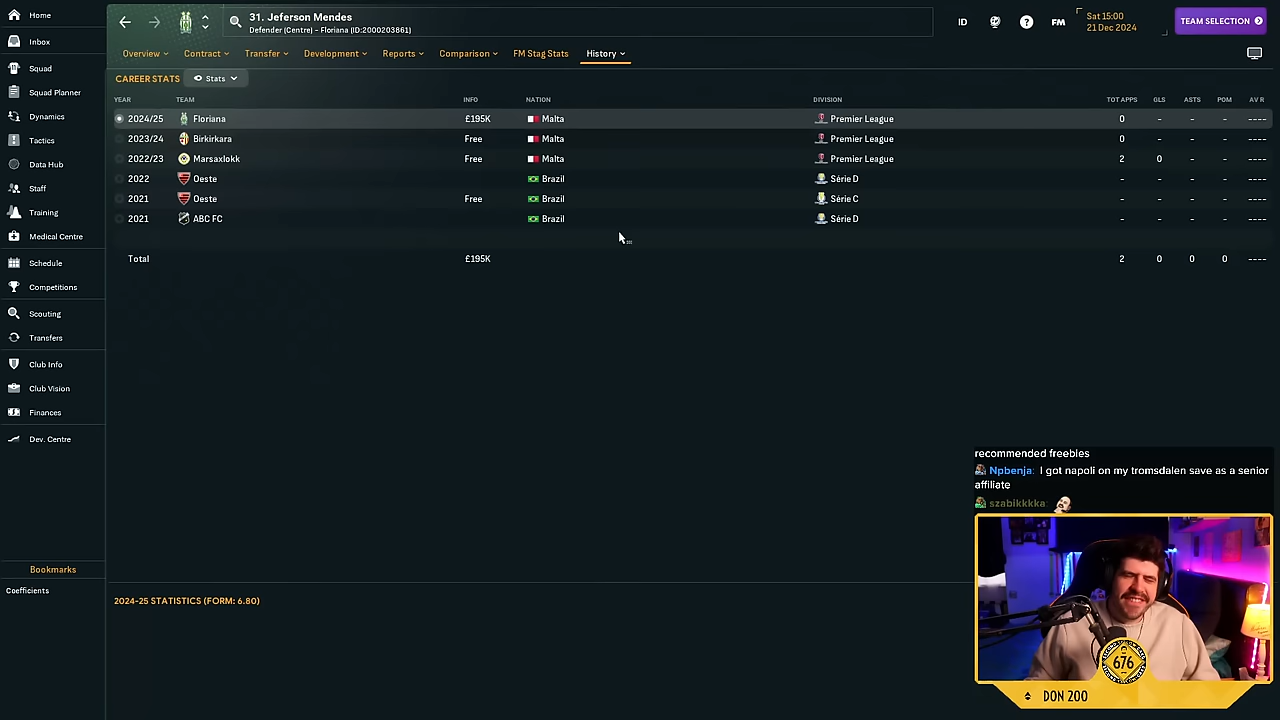 Home
Inbox
Squad
Squad Planner
Dynamics
Tactics
Data Hub
Staff
Training
Medical Centre
Schedule
Competitions
Scouting
Transfers
Club Info
Club Vision
Finances
Dev. Centre
Bookmarks
Coefficients
31. Jeferson Mendes
Defender (Centre) - Floriana (ID:2000203661)
ID
?
FM
Sat 15:00
21 Dec 2024
TEAM SELECTION
Overview Contract Transfer Development Reports Comparison FM Stag Stats History
CAREER STATS Stats
YEAR TEAM INFO NATION DIVISION TOT APPS GLS ASTS POM AV R
2024/25 Floriana £195K Malta Premier League 0 - - - ----
2023/24 Birkirkara Free Malta Premier League 0 - - - ----
2022/23 Marsaxlokk Free Malta Premier League 2 0 - - ----
2022 Oeste Brazil Série D - - - - ----
2021 Oeste Free Brazil Série C - - - - ----
2021 ABC FC Brazil Série D - - - - ----
Total £195K 2 0 0 0 ----
2024-25 STATISTICS (FORM: 6.80)
recommended freebies
Npbenja: I got napoli on my tromsdalen save as a senior
affiliate
szabikkkka:
676
DON 200